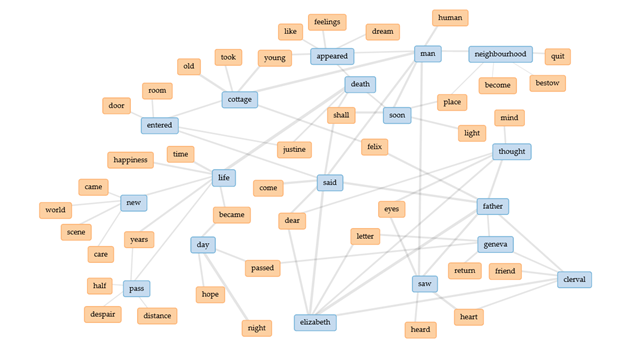 human
feelings
like
dream
appeared
man
neighbourhood
quit
took
young
old
death
become
bestow
room
cottage
place
door
shall
soon
mind
entered
light
justine
felix
thought
happiness
time
life
said
came
come
new
world
became
eyes
father
scene
dear
care
years
day
letter
geneva
passed
return
friend
clerval
half
pass
saw
hope
despair
distance
elizabeth
heart
night
heard